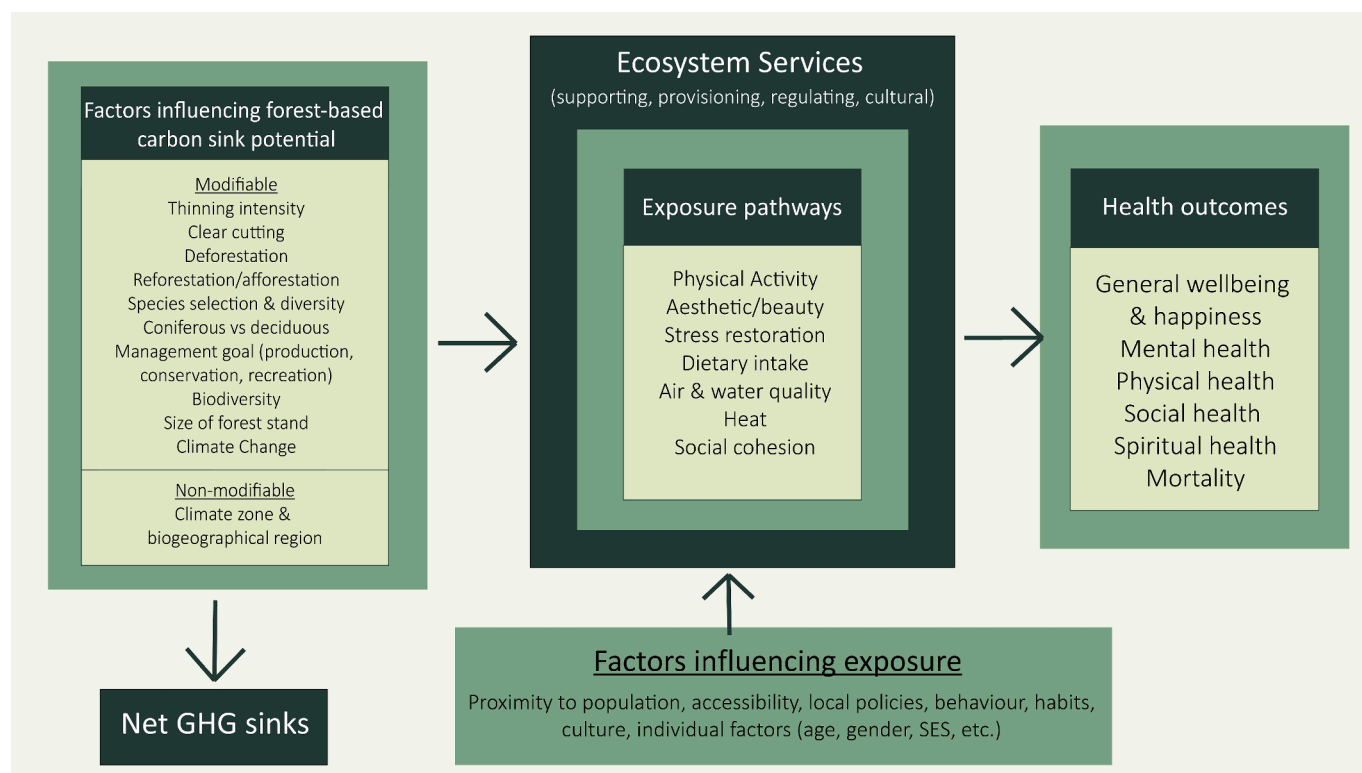 Factors influencing forest-based
carbon sink potential
Modifiable
Thinning intensity
Clear cutting
Deforestation
Reforestation/afforestation
Species selection & diversity
Coniferous vs deciduous
Management goal (production,
conservation, recreation)
Biodiversity
Size of forest stand
Climate Change
Non-modifiable
Climate zone &
biogeographical region
Net GHG sinks
Ecosystem Services
(supporting, provisioning, regulating, cultural)
Exposure pathways
Physical Activity
Aesthetic/beauty
Stress restoration
Dietary intake
Air & water quality
Heat
Social cohesion
Factors influencing exposure
Proximity to population, accessibility, local policies, behaviour, habits,
culture, individual factors (age, gender, SES, etc.)
Health outcomes
General wellbeing
& happiness
Mental health
Physical health
Social health
Spiritual health
Mortality